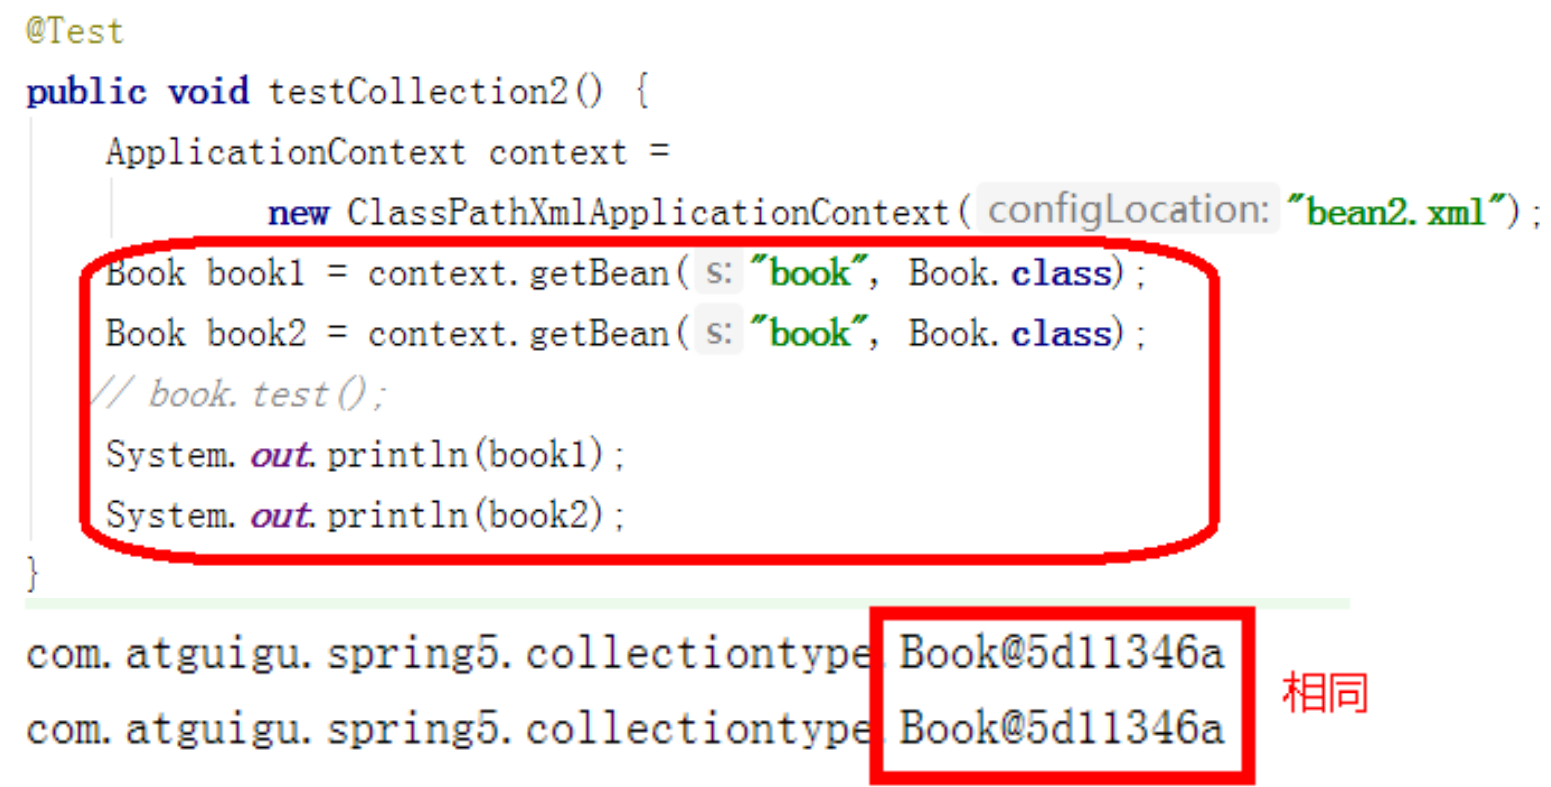 @Test
public void testCollection2() {
ApplicationContext context =
new ClassPathXmlApplicationContext( configLocation: "bean2.xml");
Book book1 = context.getBean( s: "book", Book.class);
Book book2 = context.getBean( s: "book", Book.class);
// book.test();
System.out.println(book1);
System.out.println(book2);
}
com.atguigu.spring5.collectiontype.Book@5d11346a
com.atguigu.spring5.collectiontype.Book@5d11346a
相同